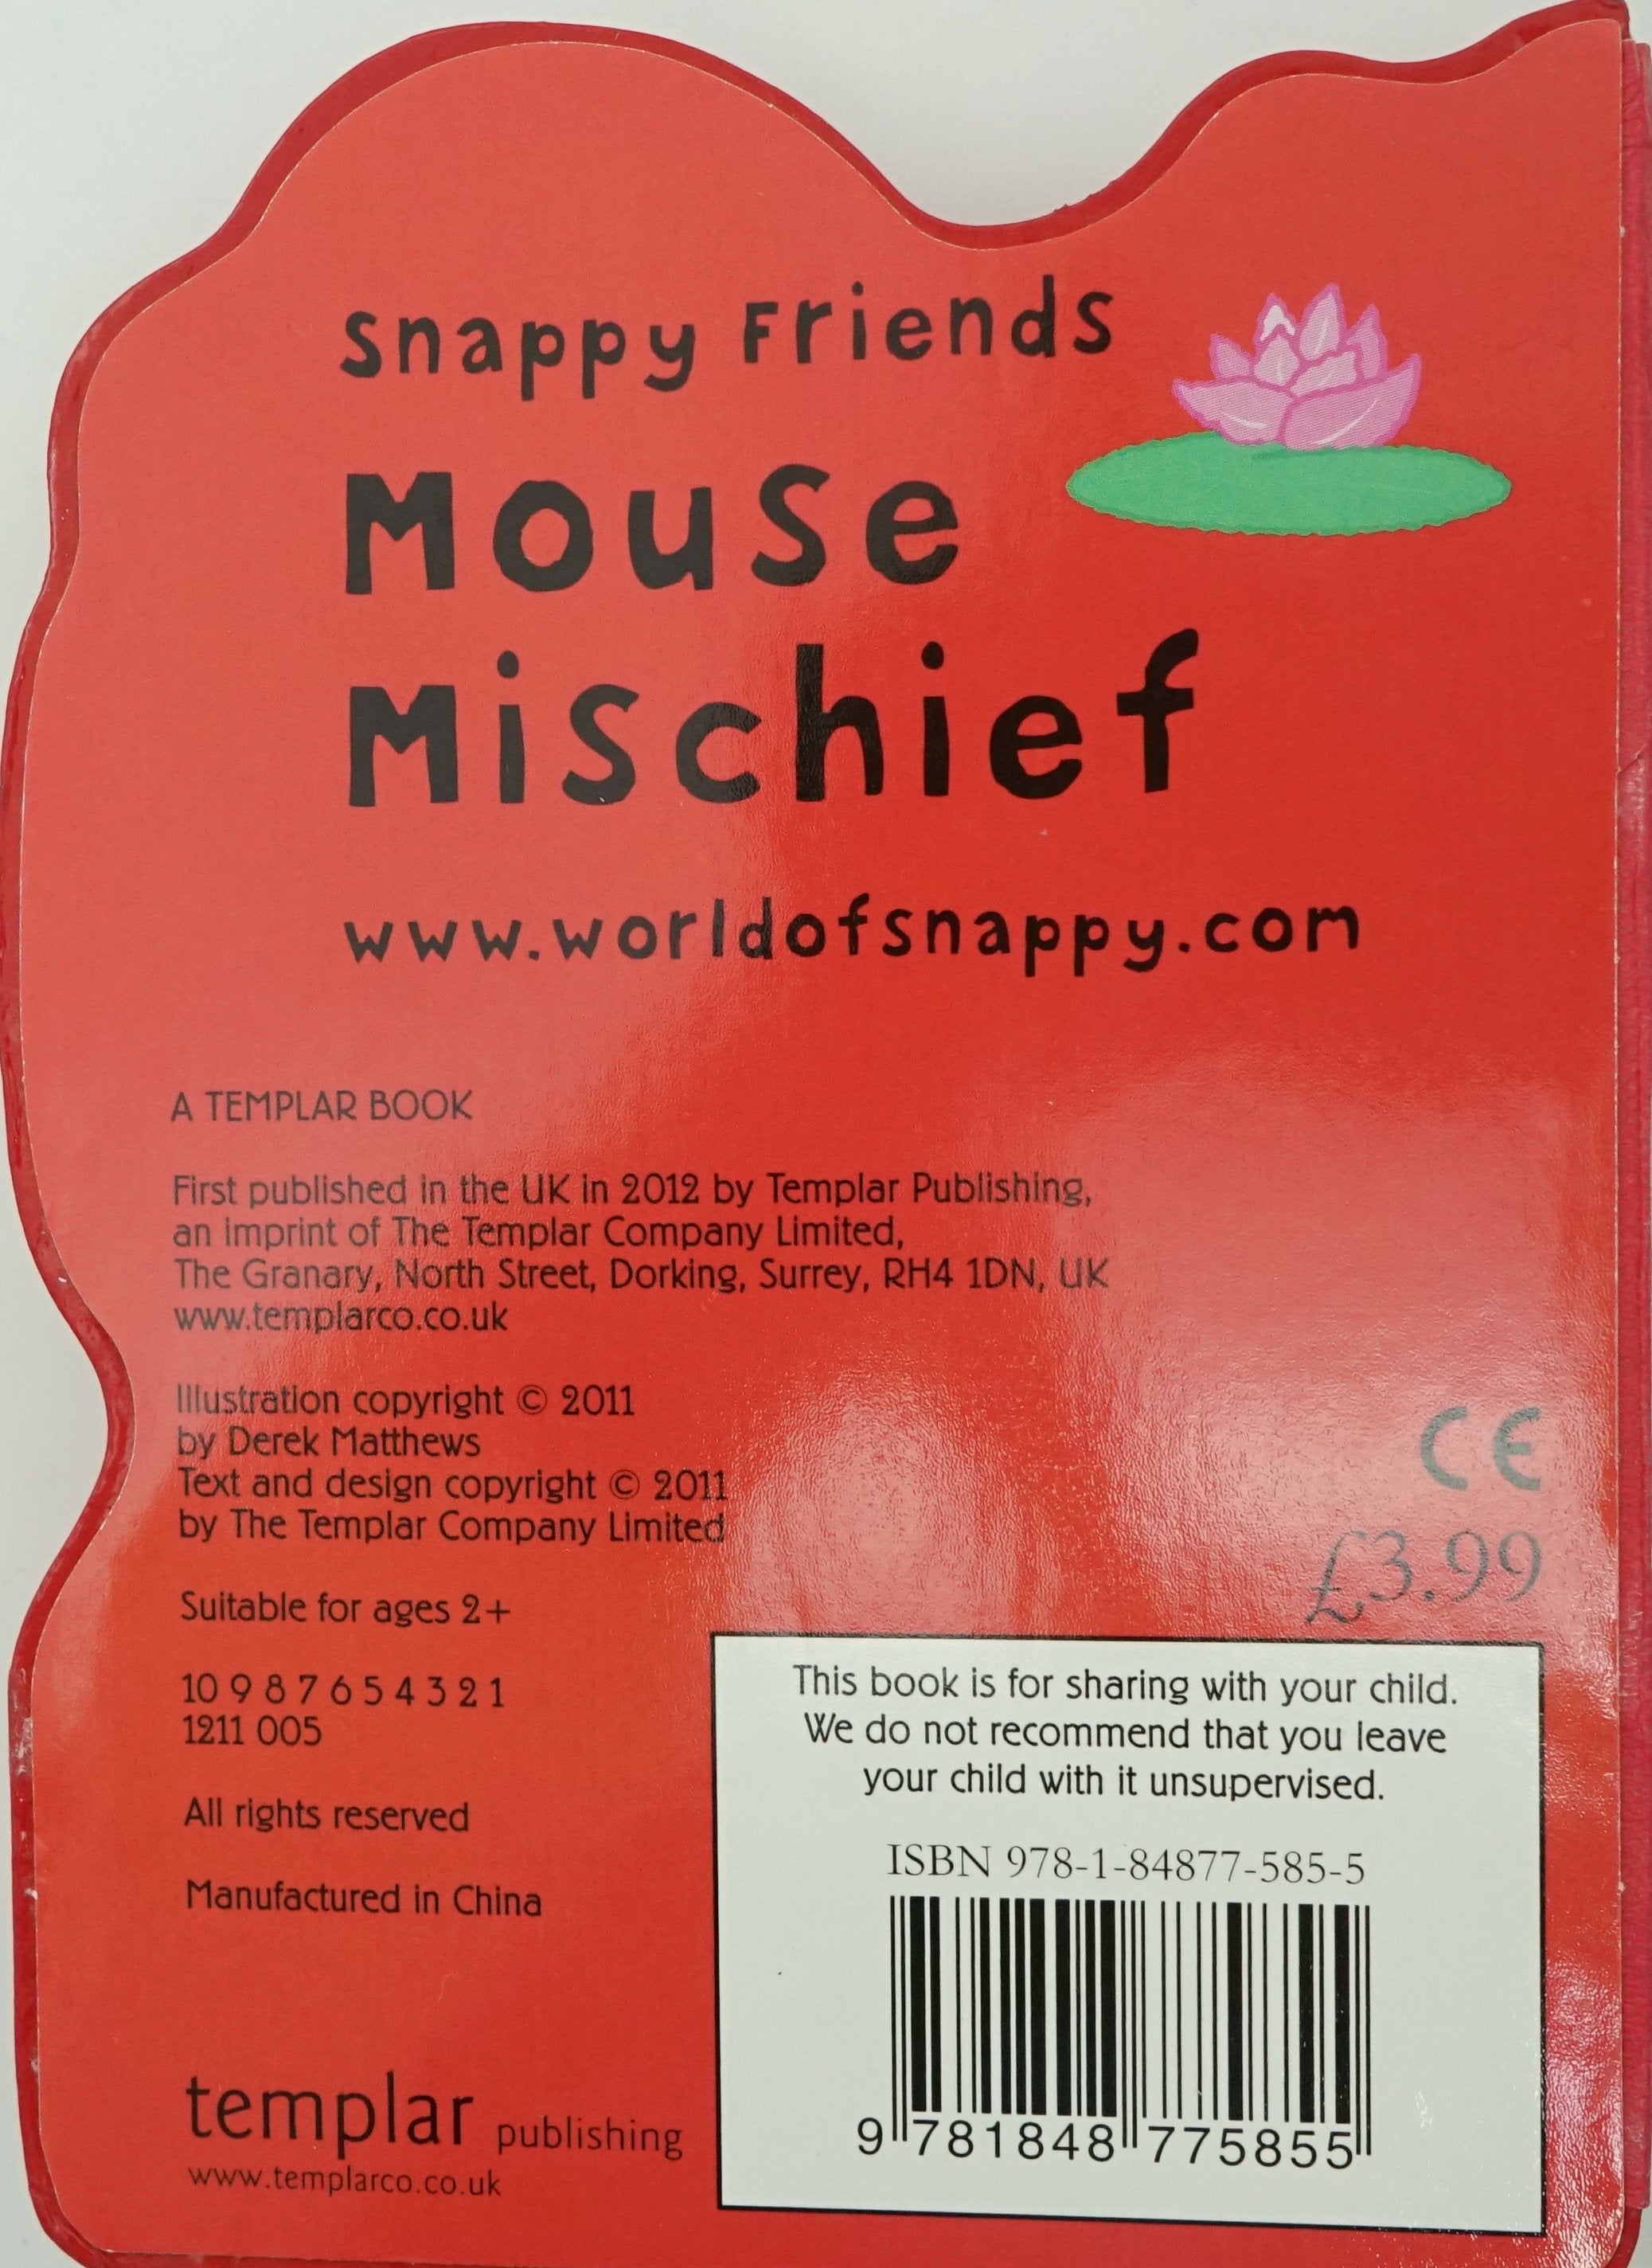 Snappy Friends
Mouse
Mischief
www.worldofsnappy.com
A TEMPLAR BOOK
First published in the UK in 2012 by Templar Publishing,
an imprint of The Templar Company Limited,
The Granary, North Street, Dorking, Surrey, RH4 1DN, UK
www.templarco.co.uk
Illustration copyright © 2011
by Derek Matthews
Text and design copyright © 2011
by The Templar Company Limited
Suitable for ages 2+
10 9 8 7 6 5 4 3 2 1
1211 005
All rights reserved
Manufactured in China
templar publishing
www.templarco.co.uk
CE
£3.99
This book is for sharing with your child.
We do not recommend that you leave
your child with it unsupervised.
ISBN 978-1-84877-585-5
9 781848 775855